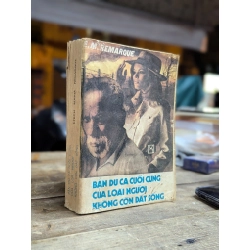 REMARQUE
BẢN DU CA CUỐI CÙNG
CỦA LOÀI NGƯỜI
KHÔNG CÒN ĐẤT SỐNG